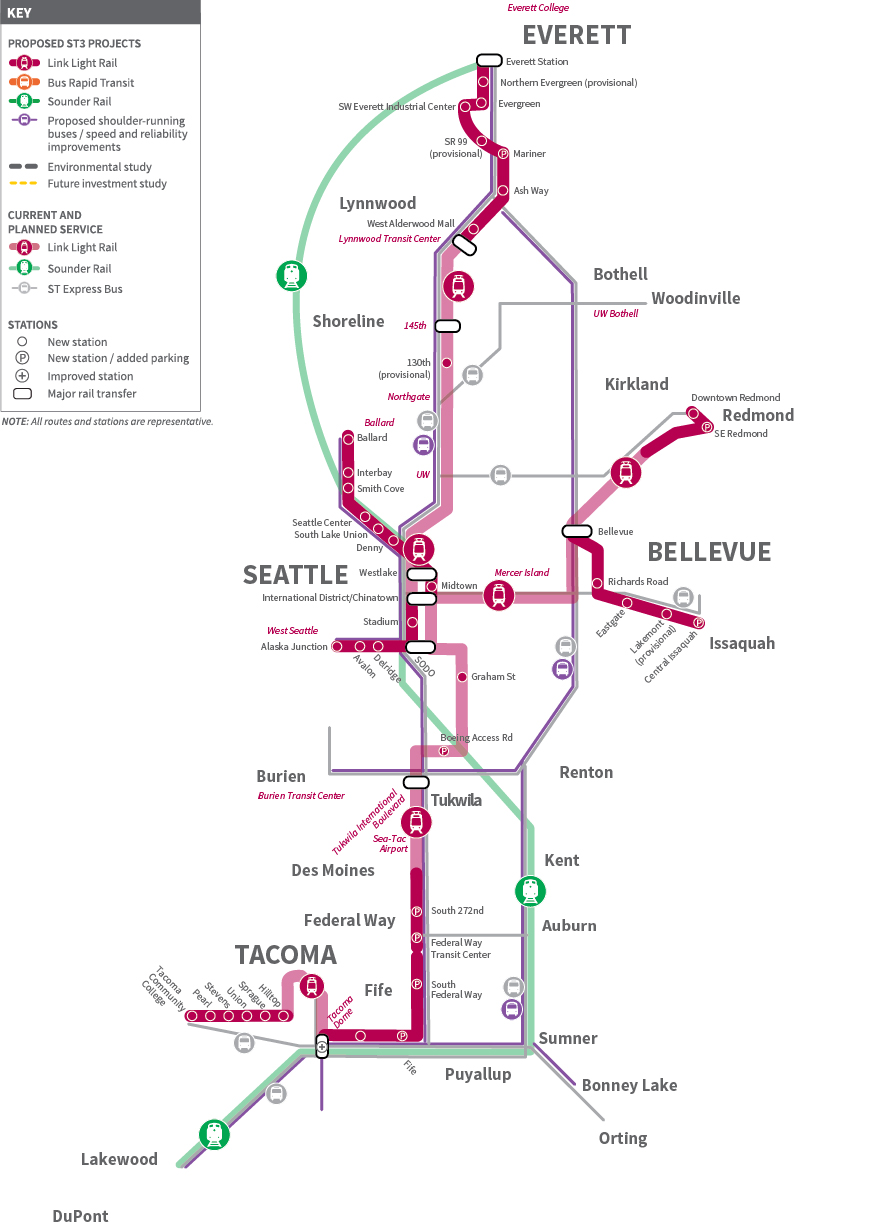 KEY
PROPOSED ST3 PROJECTS
Link Light Rail
Bus Rapid Transit
Sounder Rail
Proposed shoulder-running
buses / speed and reliability
improvements
Environmental study
Future investment study
CURRENT AND
PLANNED SERVICE
Link Light Rail
Sounder Rail
ST Express Bus
STATIONS
New station
P
New station / added parking
Improved station
Major rail transfer
NOTE: All routes and stations are representative.
Everett College
EVERETT
Everett Station
Northern Evergreen (provisional)
SW Everett Industrial Center
Evergreen
SR 99
(provisional)
P
Mariner
Ash Way
Lynnwood
West Alderwood Mall
Lynnwood Transit Center
Bothell
Woodinville
UW Bothell
Shoreline
145th
130th
(provisional)
Northgate
Kirkland
Downtown Redmond
Redmond
P
SE Redmond
Ballard
Ballard
Interbay
Smith Cove
UW
Seattle Center
South Lake Union
Denny
Bellevue
BELLEVUE
SEATTLE
Westlake
Midtown
Mercer Island
Richards Road
International District/Chinatown
Stadium
Eastgate
Lakemont
(provisional)
P
Central Issaquah
Issaquah
West Seattle
Alaska Junction
Avalon
Delridge
SODO
Graham St
Boeing Access Rd
P
Burien
Burien Transit Center
Renton
Tukwila
Tukwila International
Boulevard
Sea-Tac
Airport
Des Moines
Kent
P
South 272nd
Federal Way
Auburn
P
Federal Way
Transit Center
TACOMA
P
South
Federal Way
Fife
Tacoma
Community
College
Pearl
Stevens
Union
Sprague
Hilltop
Tacoma
Dome
P
Fife
Sumner
Puyallup
Bonney Lake
Orting
Lakewood
DuPont